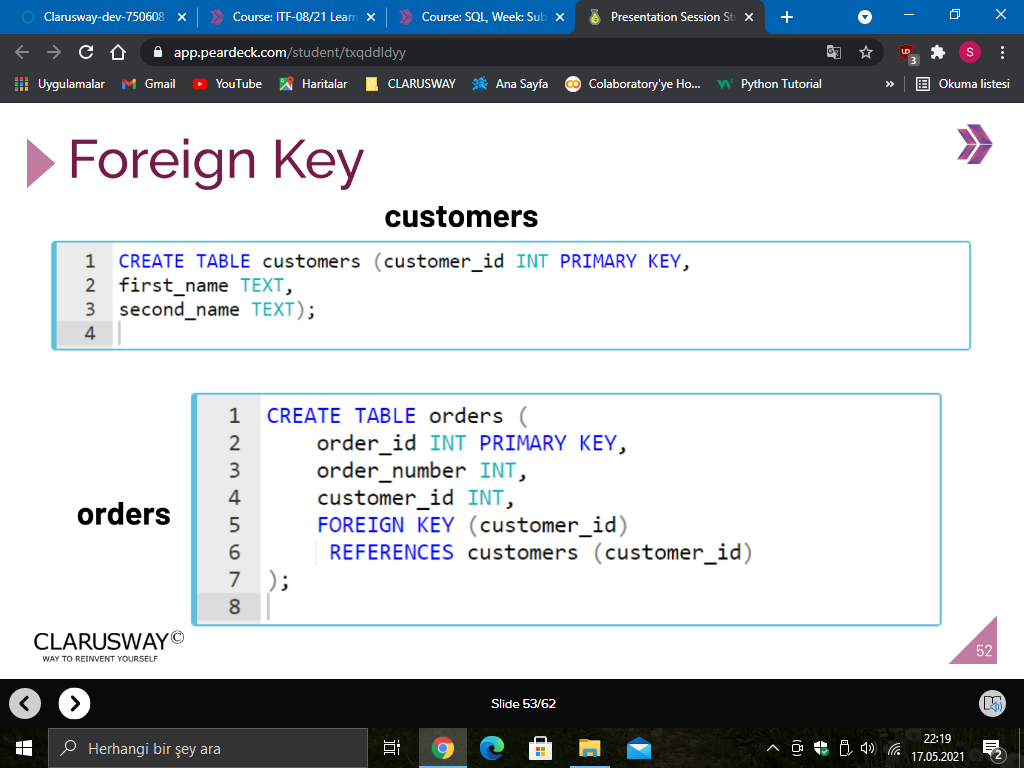 Clarusway-dev-750608
Course: ITF-08/21 Learn
Course: SQL, Week: Sub
Presentation Session St
app.peardeck.com/student/txqddldyy
UD
3
S
Uygulamalar
Gmail
YouTube
Haritalar
CLARUSWAY
Ana Sayfa
Colaboratory'ye Ho...
Python Tutorial
»
Okuma listesi
Foreign Key
customers
1 CREATE TABLE customers (customer_id INT PRIMARY KEY,
2 first_name TEXT,
3 second_name TEXT);
4
orders
1 CREATE TABLE orders (
2 order_id INT PRIMARY KEY,
3 order_number INT,
4 customer_id INT,
5 FOREIGN KEY (customer_id)
6 REFERENCES customers (customer_id)
7 );
8
CLARUSWAY©
WAY TO REINVENT YOURSELF
52
Slide 53/62
Herhangi bir şey ara
22:19
17.05.2021
2